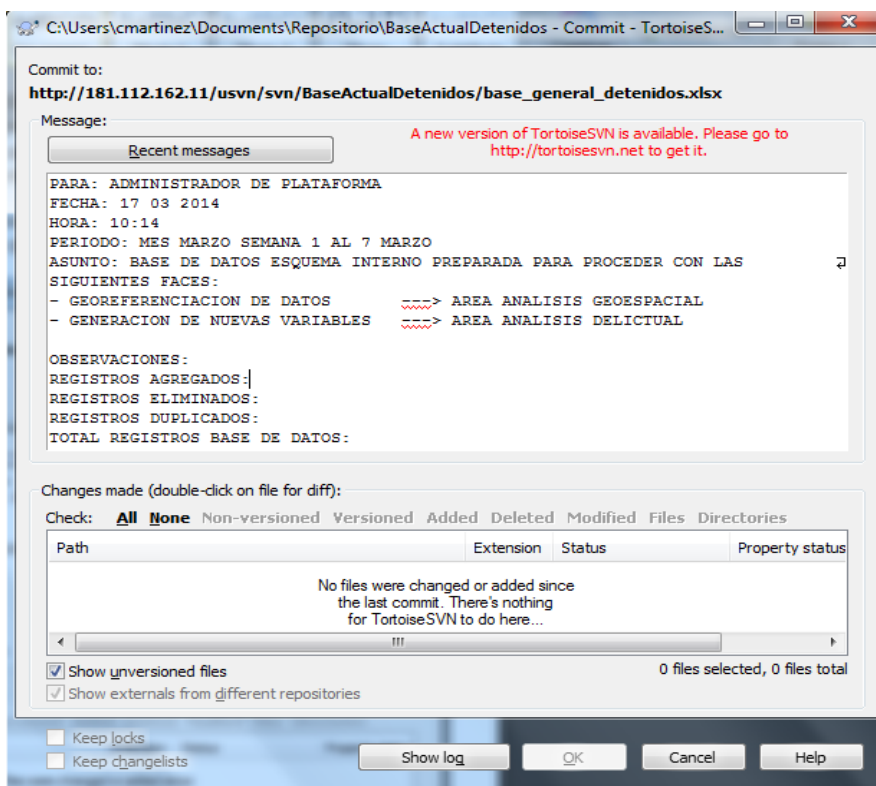 C:\Users\cmartinez\Documents\Repositorio\BaseActualDetenidos - Commit - TortoiseS...
Commit to:
http://181.112.162.11/usvn/svn/BaseActualDetenidos/base_general_detenidos.xlsx
Message:
Recent messages
A new version of TortoiseSVN is available. Please go to
http://tortoisesvn.net to get it.
PARA: ADMINISTRADOR DE PLATAFORMA
FECHA: 17 03 2014
HORA: 10:14
PERIODO: MES MARZO SEMANA 1 AL 7 MARZO
ASUNTO: BASE DE DATOS ESQUEMA INTERNO PREPARADA PARA PROCEDER CON LAS
SIGUIENTES FACES:
- GEOREFERENCIACION DE DATOS ---> AREA ANALISIS GEOESPACIAL
- GENERACION DE NUEVAS VARIABLES ---> AREA ANALISIS DELICTUAL
OBSERVACIONES:
REGISTROS AGREGADOS:
REGISTROS ELIMINADOS:
REGISTROS DUPLICADOS:
TOTAL REGISTROS BASE DE DATOS:
Changes made (double-click on file for diff):
Check: All None Non-versioned Versioned Added Deleted Modified Files Directories
Path Extension Status Property status
No files were changed or added since
the last commit. There's nothing
for TortoiseSVN to do here...
Show unversioned files
0 files selected, 0 files total
Show externals from different repositories
Keep locks
Keep changelists
Show log
OK
Cancel
Help